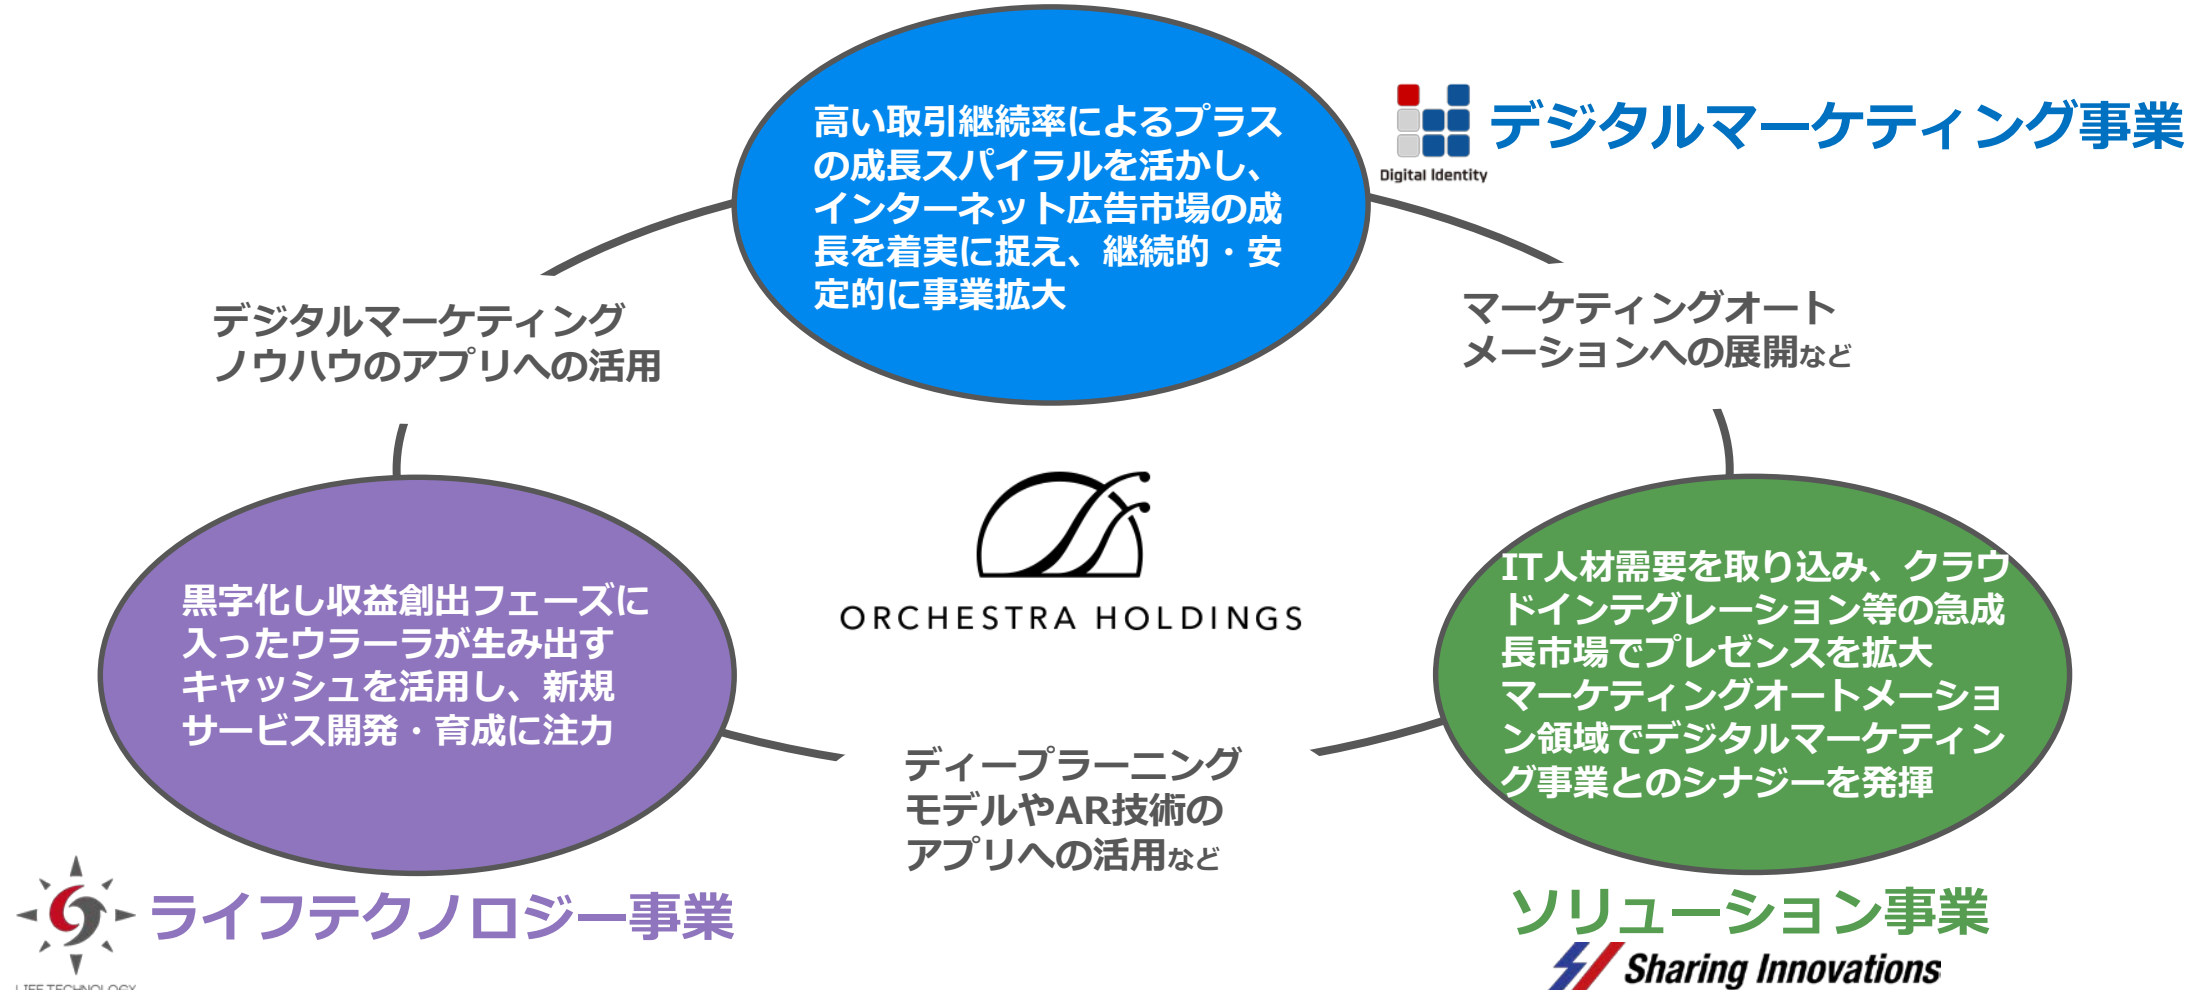 高い取引継続率によるプラス
の成長スパイラルを活かし、
インターネット広告市場の成
長を着実に捉え、継続的・安
定的に事業拡大
デジタルマーケティング事業
Digital Identity
デジタルマーケティング
ノウハウのアプリへの活用
マーケティングオート
メーションへの展開など
ORCHESTRA HOLDINGS
黒字化し収益創出フェーズに
入ったウラーラが生み出す
キャッシュを活用し、新規
サービス開発・育成に注力
IT人材需要を取り込み、クラウ
ドインテグレーション等の急成
長市場でプレゼンスを拡大
マーケティングオートメーショ
ン領域でデジタルマーケティン
グ事業とのシナジーを発揮
ディープラーニング
モデルやAR技術の
アプリへの活用など
ライフテクノロジー事業
LIFE TECHNOLOGY
ソリューション事業
Sharing Innovations